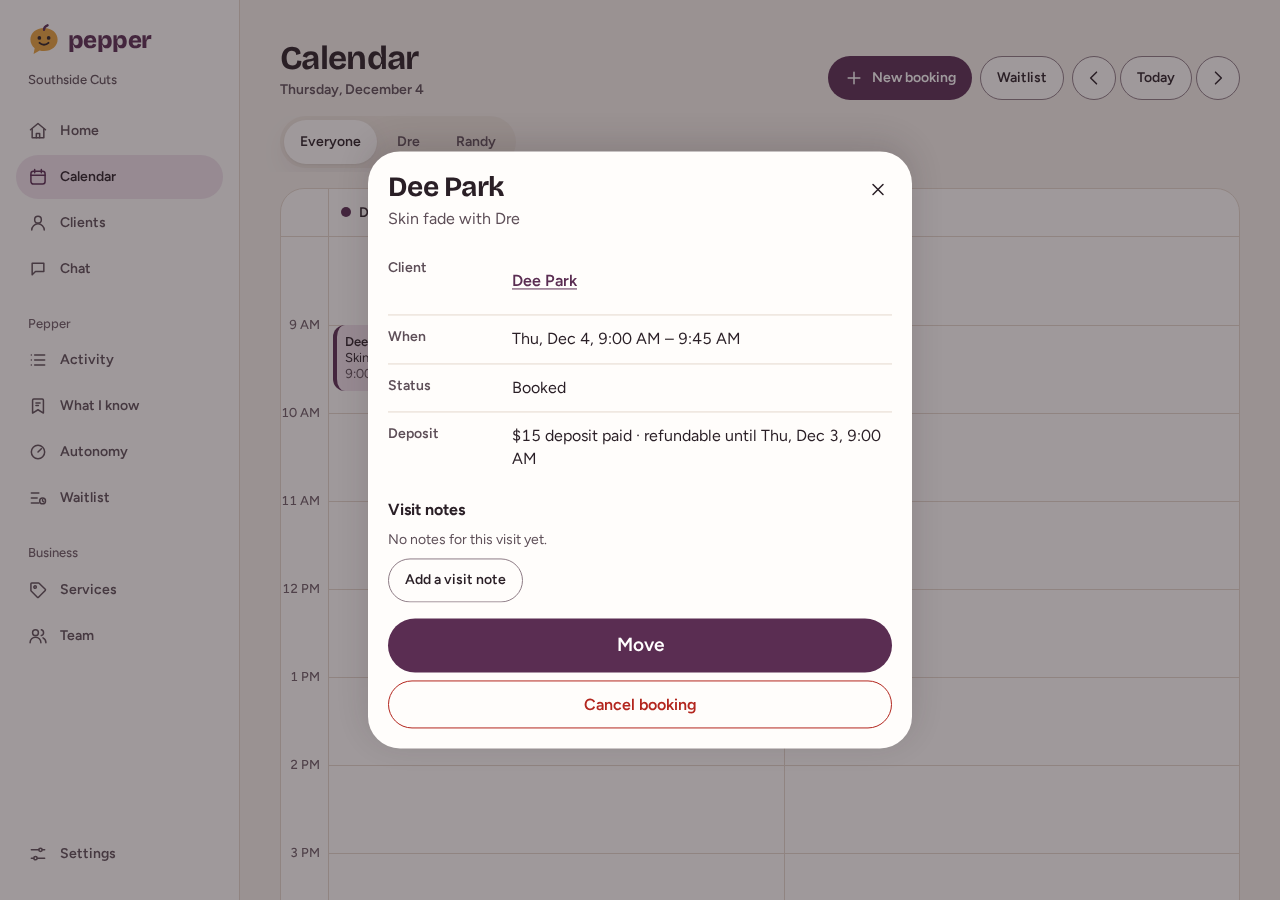 pepper
Southside Cuts
Home
Calendar
Clients
Chat
Pepper
Activity
What I know
Autonomy
Waitlist
Business
Services
Team
Settings
Calendar
Thursday, December 4
New booking
Waitlist
Today
Everyone
Dre
Randy
D
9 AM
10 AM
11 AM
12 PM
1 PM
2 PM
3 PM
Dee
Skin
9:00
Dee Park
Skin fade with Dre
Client
Dee Park
When
Thu, Dec 4, 9:00 AM – 9:45 AM
Status
Booked
Deposit
$15 deposit paid · refundable until Thu, Dec 3, 9:00
AM
Visit notes
No notes for this visit yet.
Add a visit note
Move
Cancel booking